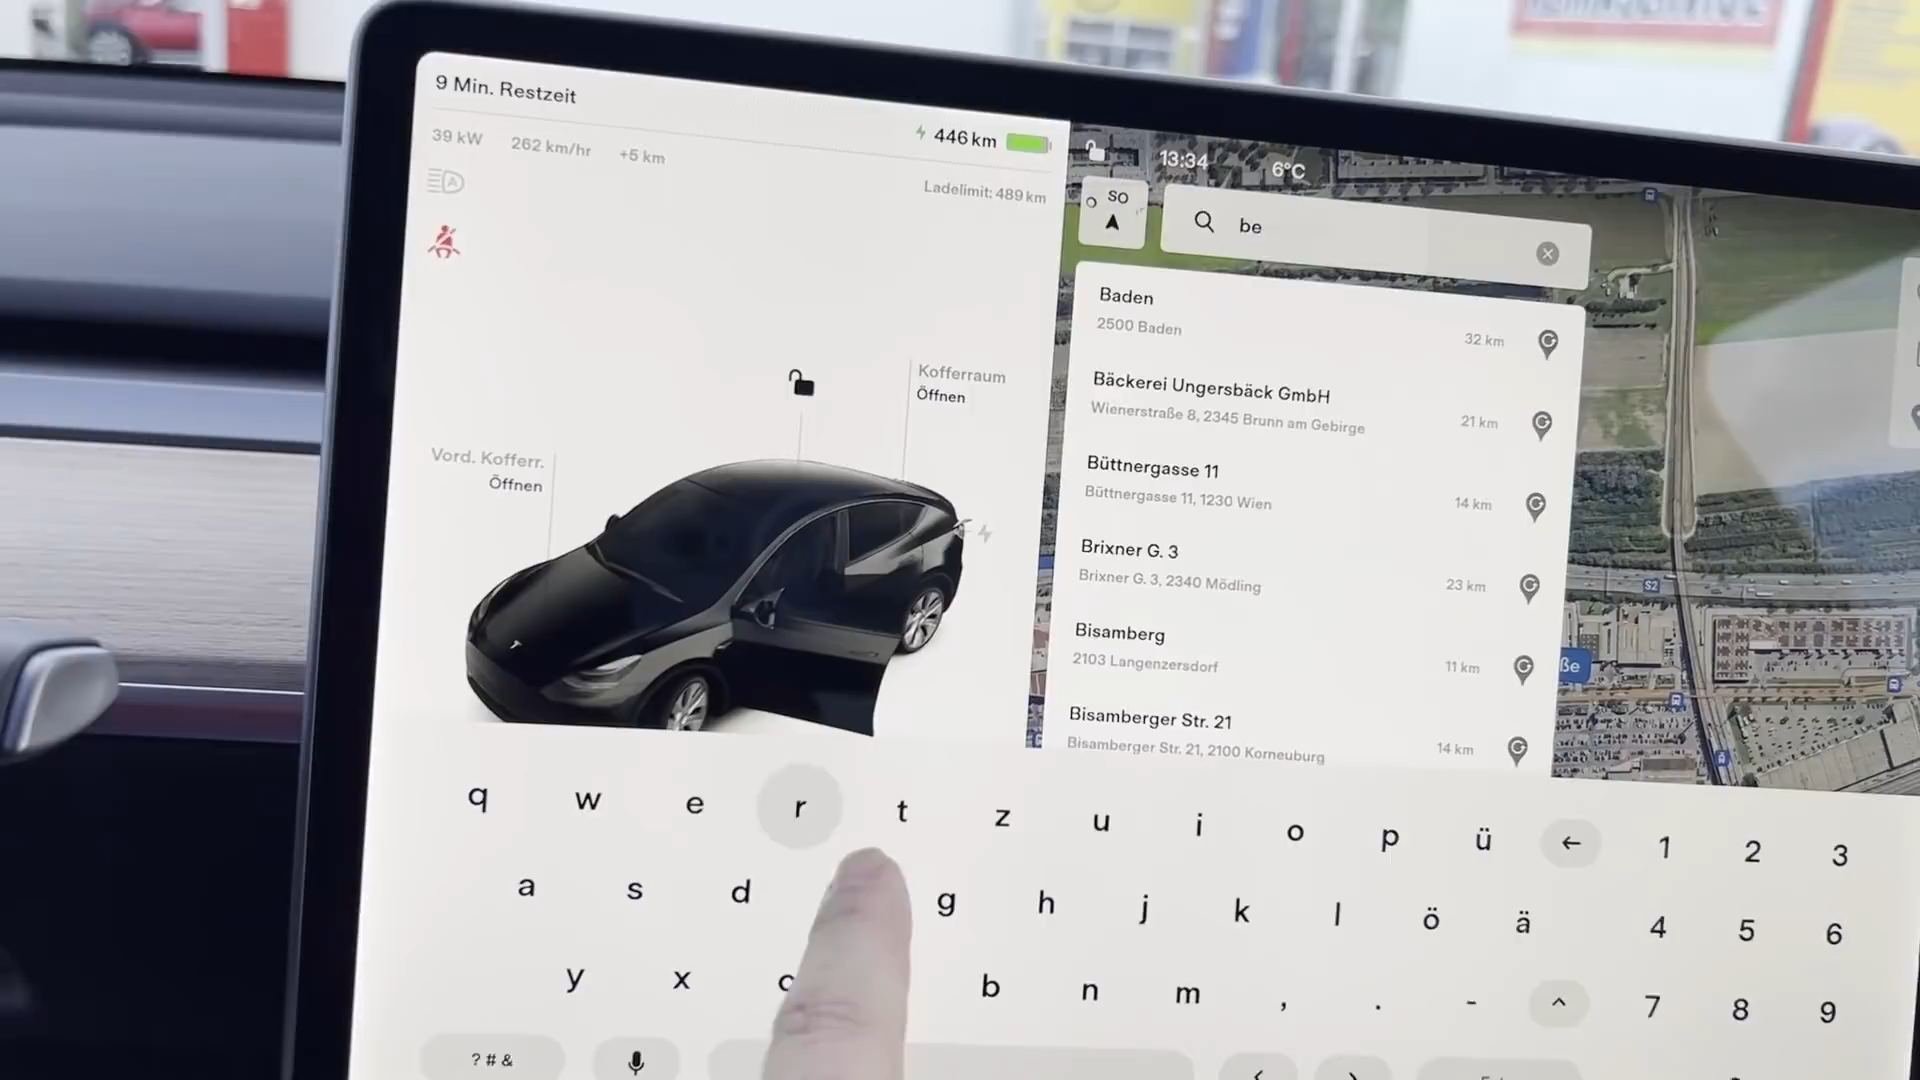 9 Min. Restzeit
39 kW 262 km/hr +5 km
446 km
Ladelimit: 489 km
Kofferraum
Öffnen
Vord. Kofferr.
Öffnen
13:34 6°C
SO
be
Baden
2500 Baden
32 km
Bäckerei Ungersbäck GmbH
Wienerstraße 8, 2345 Brunn am Gebirge
21 km
Büttnergasse 11
Büttnergasse 11, 1230 Wien
14 km
Brixner G. 3
Brixner G. 3, 2340 Mödling
23 km
Bisamberg
2103 Langenzersdorf
11 km
Bisamberger Str. 21
Bisamberger Str. 21, 2100 Korneuburg
14 km
S2
ße
q w e r t z u i o p ü ← 1 2 3
a s d g h j k l ö ä 4 5 6
y x c b n m , . - ^ 7 8 9
? # &